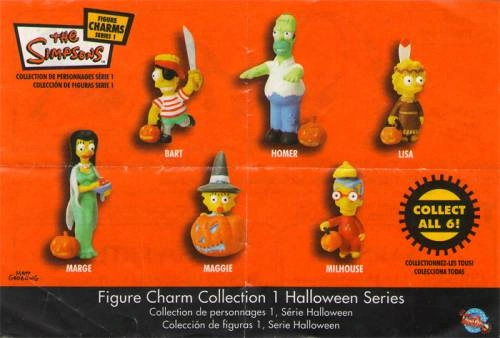 THE
SIMPSONS
FIGURE
CHARMS
SERIES 1
COLLECTION DE PERSONNAGES SÉRIE 1
COLECCIÓN DE FIGURAS SERIE 1
BART
HOMER
LISA
MARGE
MAGGIE
MILHOUSE
COLLECT
ALL 6!
COLLECTIONNEZ-LES TOUS!
COLECCIONA TODAS
MATT
GROENING
Figure Charm Collection 1 Halloween Series
Collection de personnages 1, Série Halloween
Colección de figuras 1, Serie Halloween